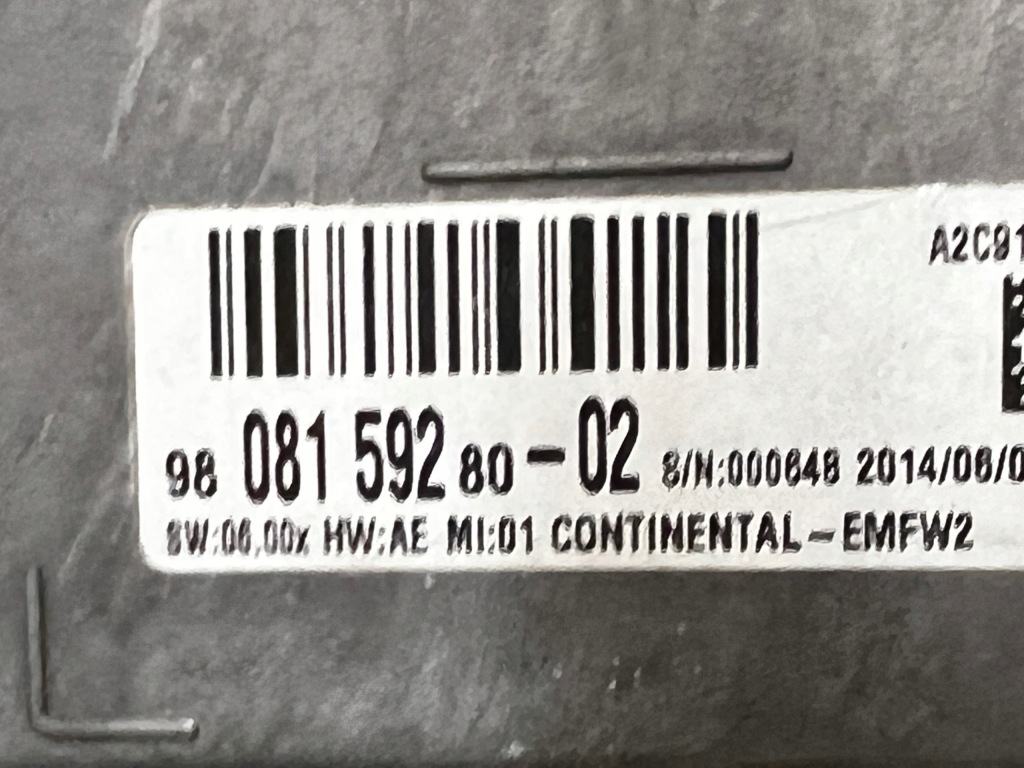 A2C81
98 081 592 80-02 S/N:000648 2014/06/0
SW:06.00x HW:AE MI:01 CONTINENTAL-EMFW2